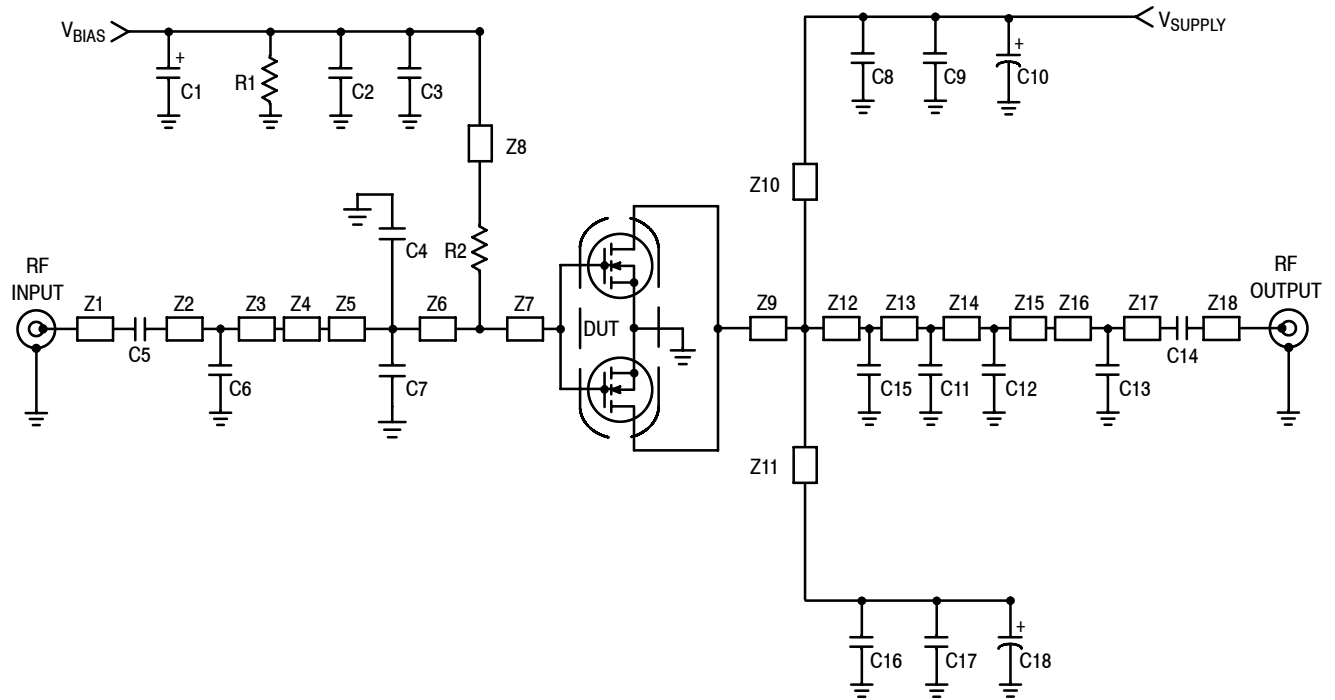 VBIAS
+
C1
R1
C2
C3
Z8
R2
C4
RF
INPUT
Z1
C5
Z2
C6
Z3
Z4
Z5
C7
Z6
Z7
DUT
VSUPPLY
C8
C9
+
C10
Z10
Z9
Z11
Z12
Z13
Z14
Z15
Z16
Z17
Z18
C15
C11
C12
C13
C14
RF
OUTPUT
C16
C17
+
C18